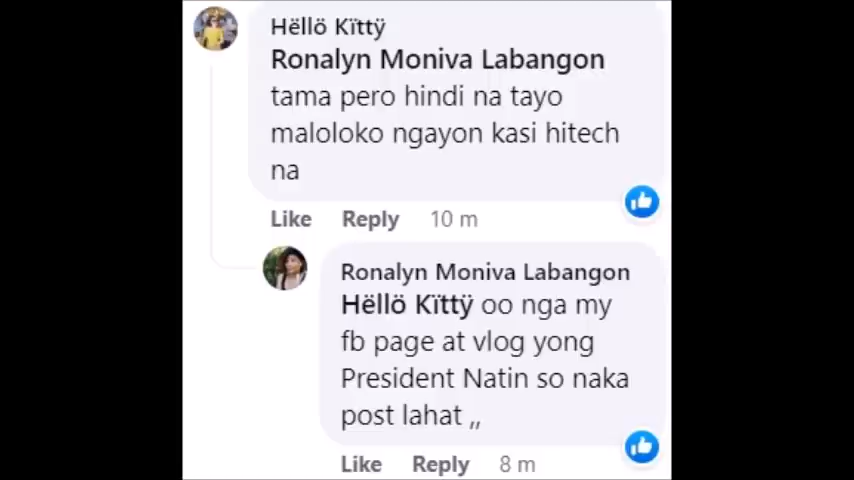 Hëllö Kïttÿ
Ronalyn Moniva Labangon
tama pero hindi na tayo
maloloko ngayon kasi hitech
na
Like Reply 10 m
Ronalyn Moniva Labangon
Hëllö Kïttÿ oo nga my
fb page at vlog yong
President Natin so naka
post lahat ,,
Like Reply 8 m